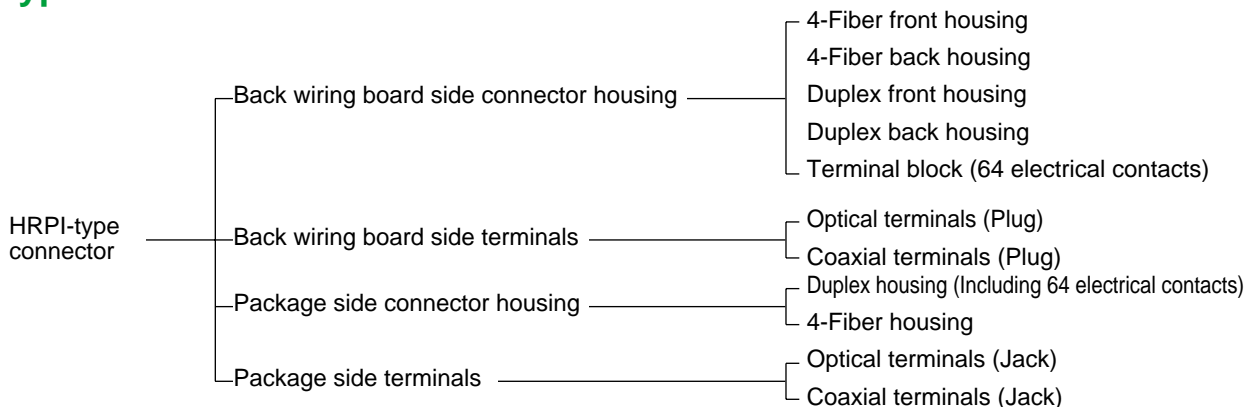 4-Fiber front housing
4-Fiber back housing
Back wiring board side connector housing
Duplex front housing
Duplex back housing
Terminal block (64 electrical contacts)
HRPI-type
connector
Back wiring board side terminals
Optical terminals (Plug)
Coaxial terminals (Plug)
Package side connector housing
Duplex housing (Including 64 electrical contacts)
4-Fiber housing
Package side terminals
Optical terminals (Jack)
Coaxial terminals (Jack)